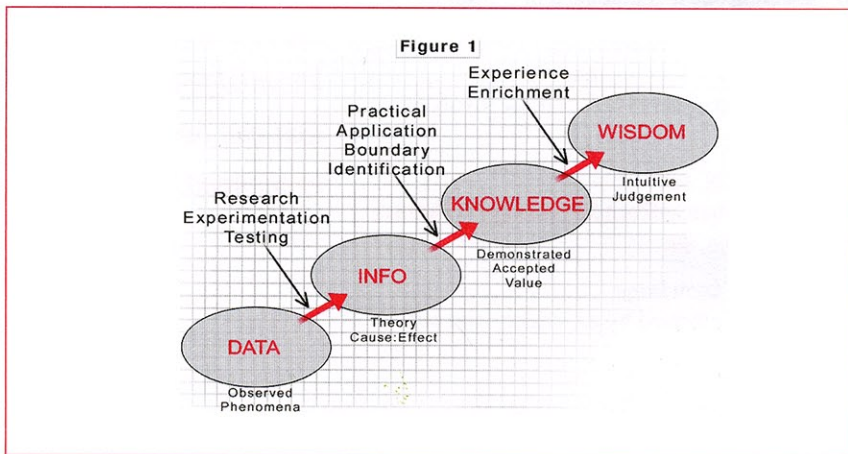 Figure 1
Experience
Enrichment
WISDOM
Intuitive
Judgement
Practical
Application
Boundary
Identification
KNOWLEDGE
Demonstrated
Accepted
Value
Research
Experimentation
Testing
INFO
Theory
Cause:Effect
DATA
Observed
Phenomena